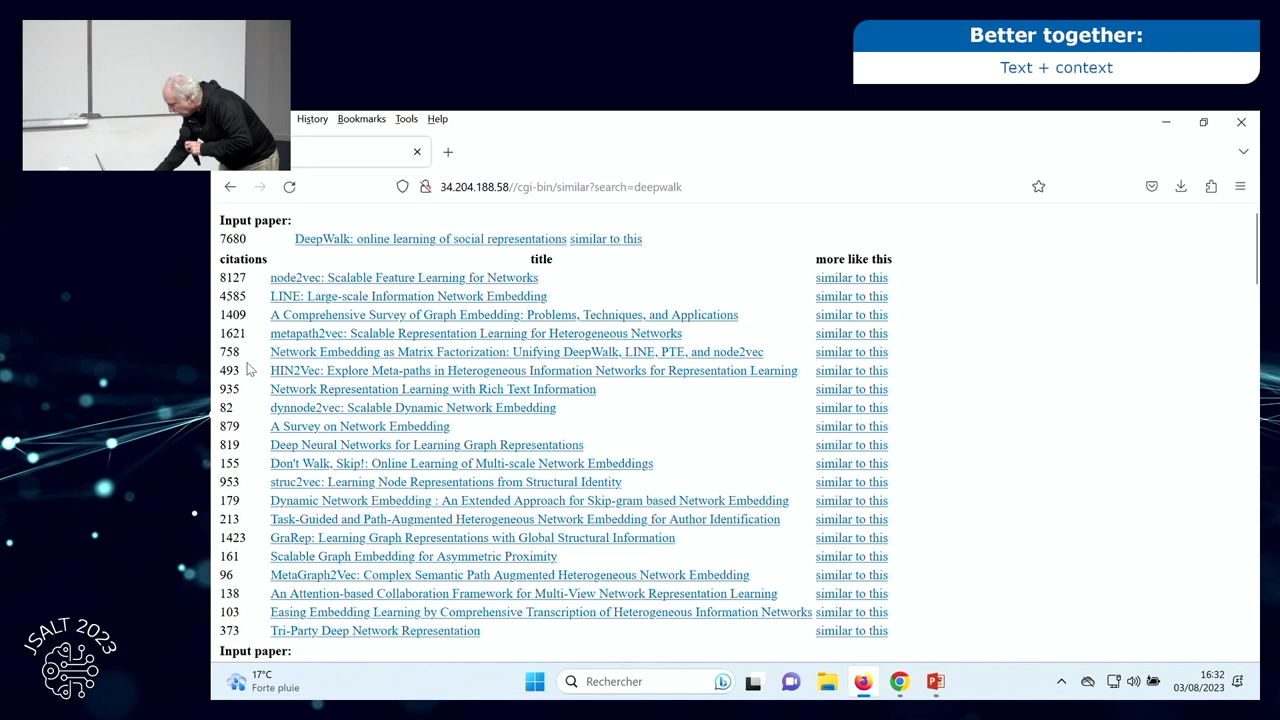 Better together:
Text + context
History Bookmarks Tools Help
34.204.188.58//cgi-bin/similar?search=deepwalk
Input paper:
7680 DeepWalk: online learning of social representations similar to this
citations title more like this
8127 node2vec: Scalable Feature Learning for Networks similar to this
4585 LINE: Large-scale Information Network Embedding similar to this
1409 A Comprehensive Survey of Graph Embedding: Problems, Techniques, and Applications similar to this
1621 metapath2vec: Scalable Representation Learning for Heterogeneous Networks similar to this
758 Network Embedding as Matrix Factorization: Unifying DeepWalk, LINE, PTE, and node2vec similar to this
493 HIN2Vec: Explore Meta-paths in Heterogeneous Information Networks for Representation Learning similar to this
935 Network Representation Learning with Rich Text Information similar to this
82 dynnode2vec: Scalable Dynamic Network Embedding similar to this
879 A Survey on Network Embedding similar to this
819 Deep Neural Networks for Learning Graph Representations similar to this
155 Don't Walk, Skip!: Online Learning of Multi-scale Network Embeddings similar to this
953 struc2vec: Learning Node Representations from Structural Identity similar to this
179 Dynamic Network Embedding : An Extended Approach for Skip-gram based Network Embedding similar to this
213 Task-Guided and Path-Augmented Heterogeneous Network Embedding for Author Identification similar to this
1423 GraRep: Learning Graph Representations with Global Structural Information similar to this
161 Scalable Graph Embedding for Asymmetric Proximity similar to this
96 MetaGraph2Vec: Complex Semantic Path Augmented Heterogeneous Network Embedding similar to this
138 An Attention-based Collaboration Framework for Multi-View Network Representation Learning similar to this
103 Easing Embedding Learning by Comprehensive Transcription of Heterogeneous Information Networks similar to this
373 Tri-Party Deep Network Representation similar to this
Input paper:
JSALT 2023
17°C
Forte pluie
Rechercher
16:32
03/08/2023